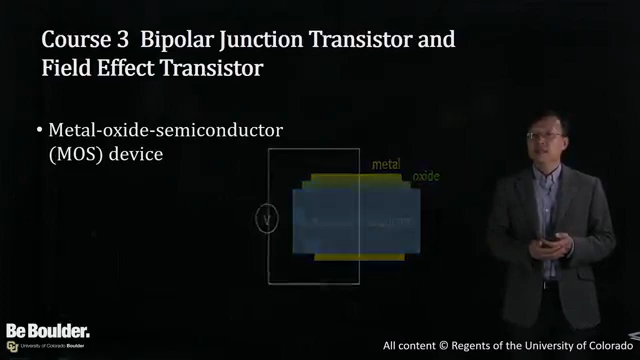 Course 3 Bipolar Junction Transistor and
Field Effect Transistor
• Metal-oxide-semiconductor
(MOS) device
metal
oxide
V
Be Boulder.
University of Colorado Boulder
All content © Regents of the University of Colorado